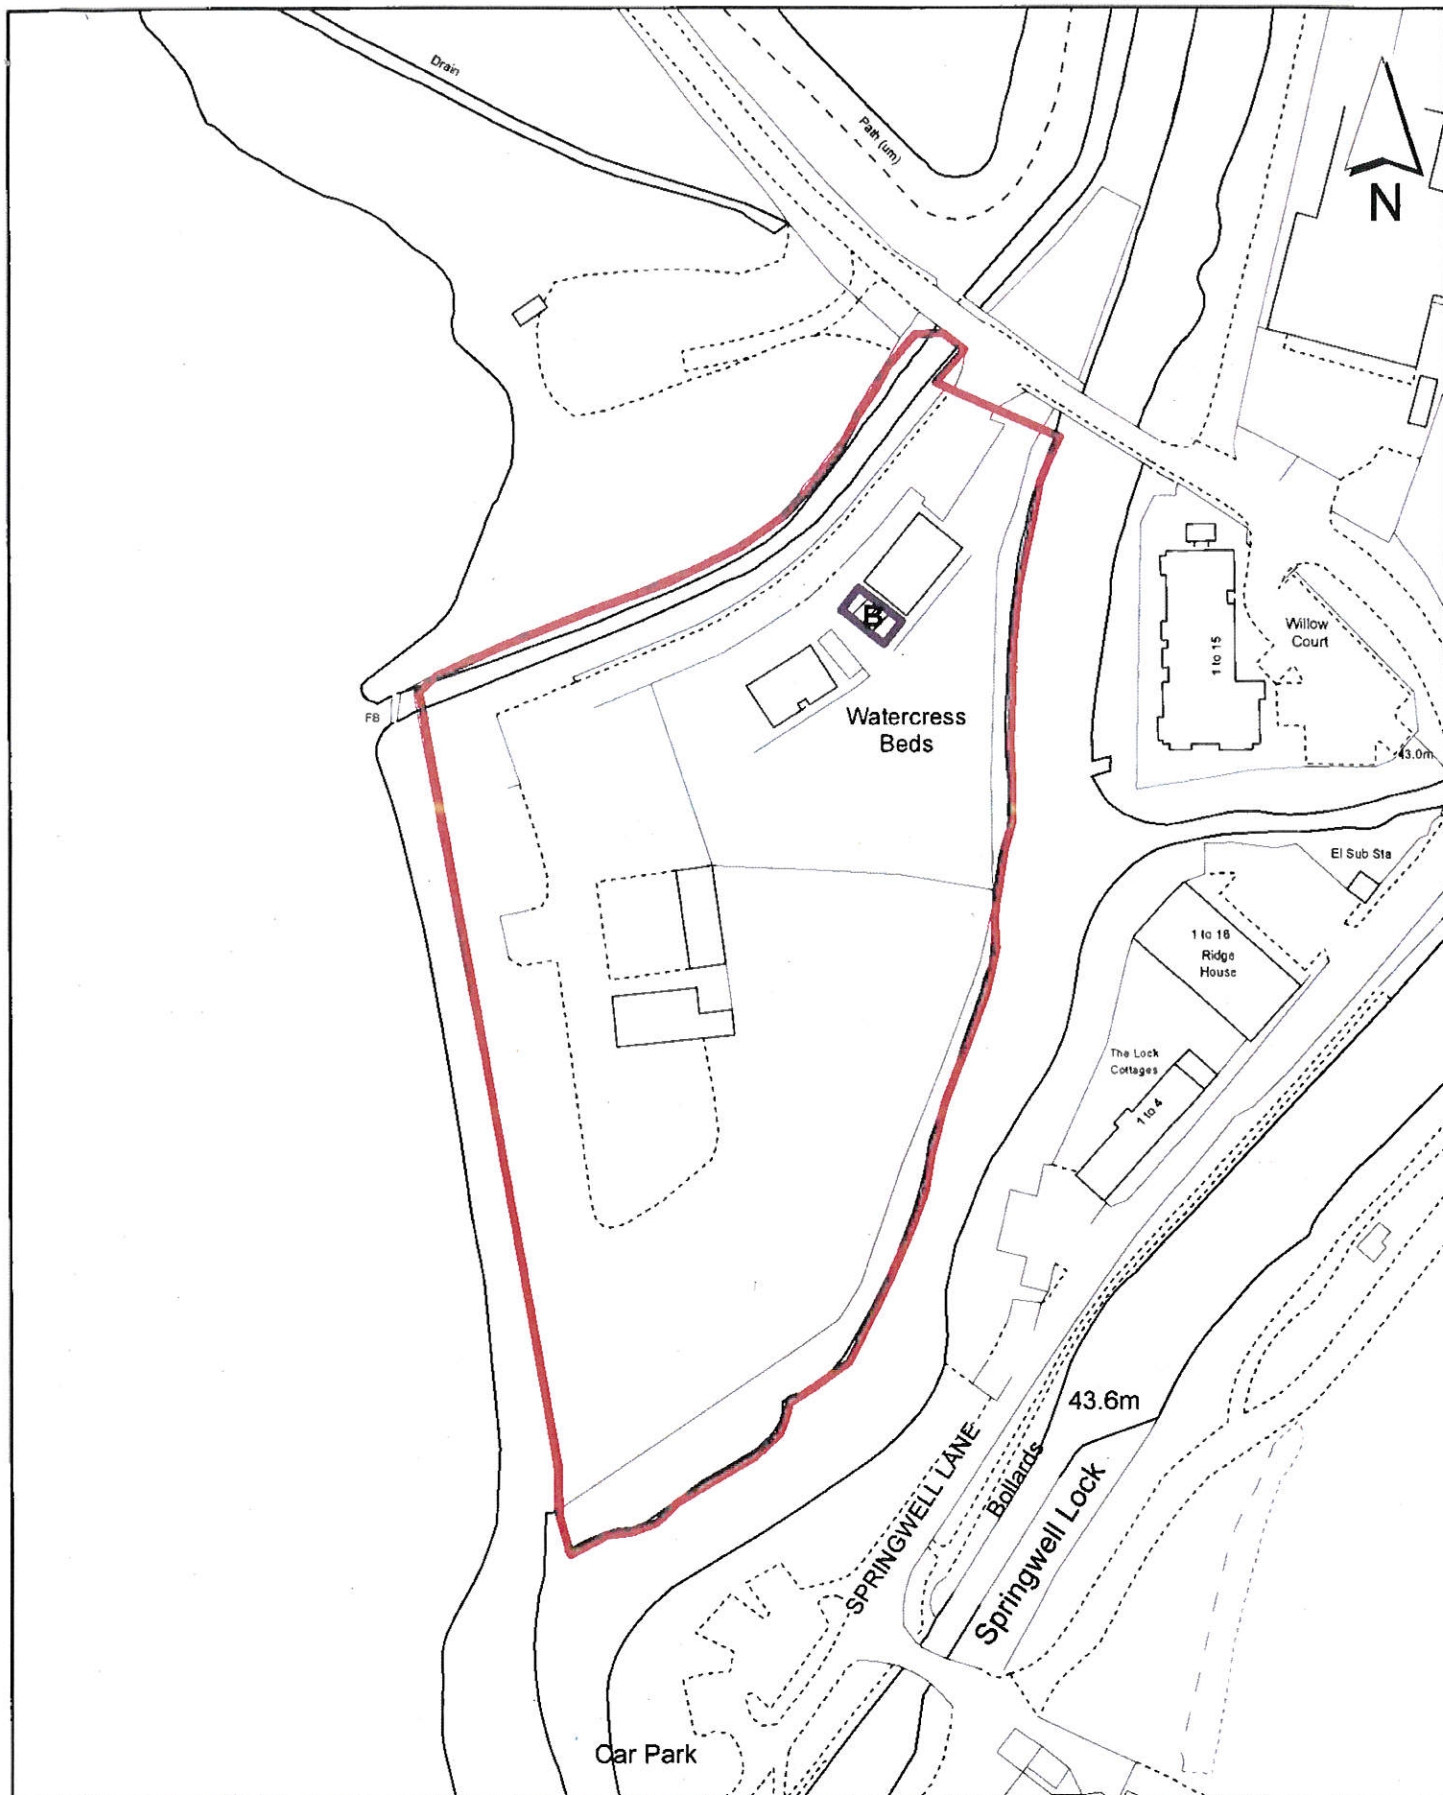 Drain
Path (um)
N
B
Willow
Court
1 to 15
FB
Watercress
Beds
43.0m
El Sub Sta
1 to 16
Ridge
House
The Lock
Cottages
1 to 4
43.6m
SPRINGWELL LANE
Bollards
Springwell Lock
Car Park